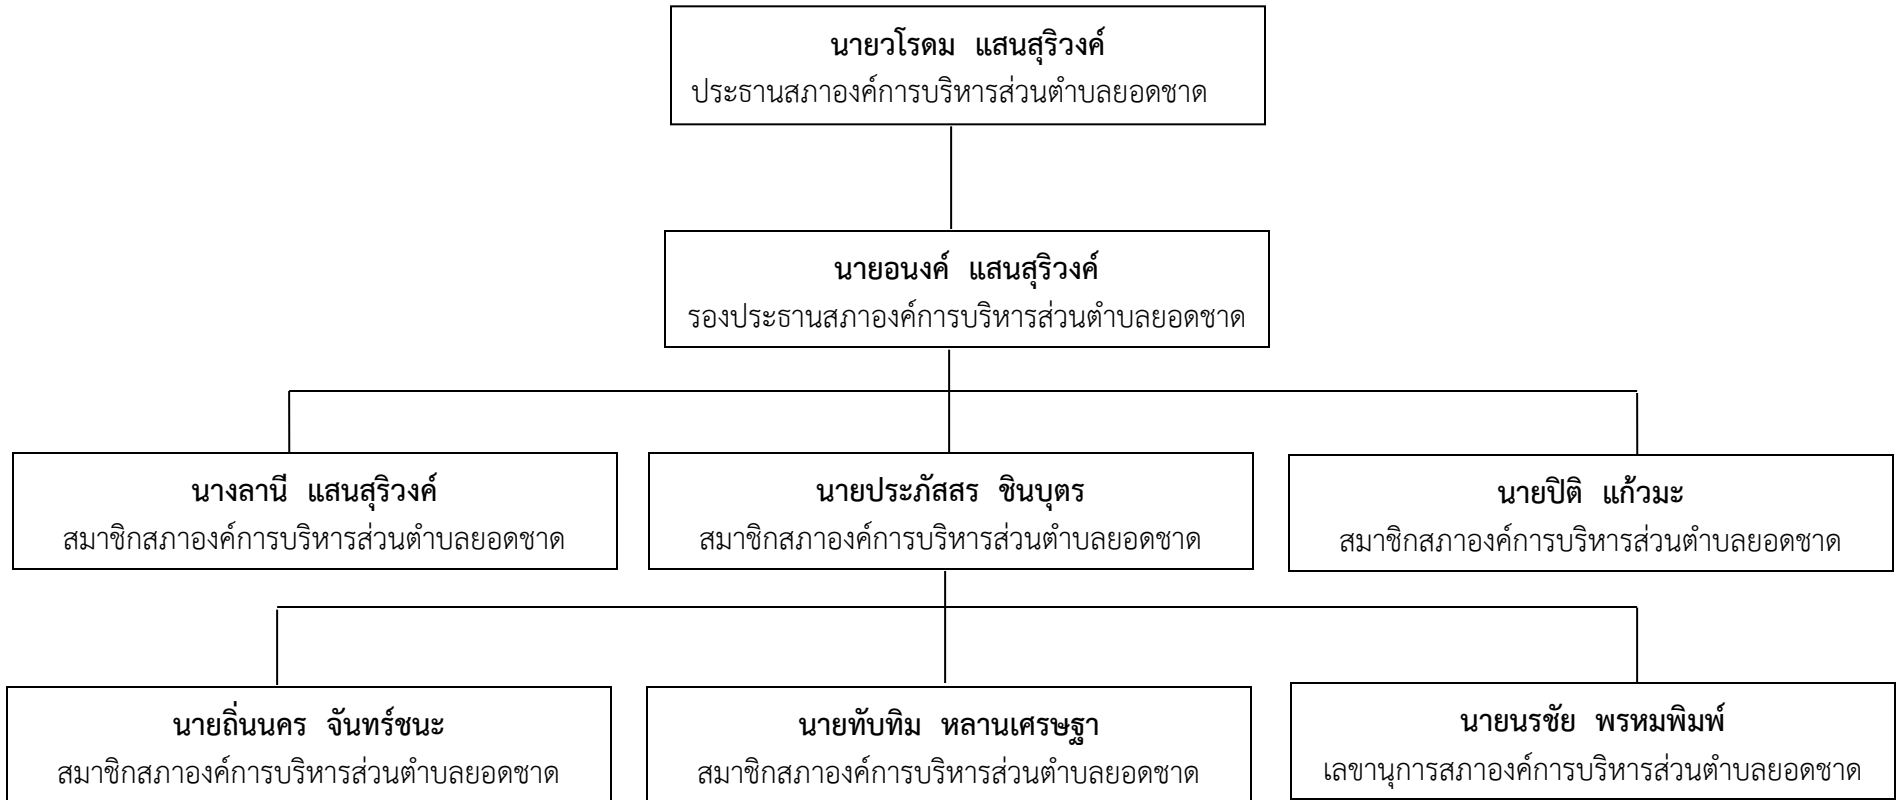 นายวโรดม แสนสุริวงค์
ประธานสภาองค์การบริหารส่วนตำบลยอดชาด
นายอนงค์ แสนสุริวงค์
รองประธานสภาองค์การบริหารส่วนตำบลยอดชาด
นางลานี แสนสุริวงค์
สมาชิกสภาองค์การบริหารส่วนตำบลยอดชาด
นายประภัสสร ชินบุตร
สมาชิกสภาองค์การบริหารส่วนตำบลยอดชาด
นายปิติ แก้วมะ
สมาชิกสภาองค์การบริหารส่วนตำบลยอดชาด
นายถิ่นนคร จันทร์ชนะ
สมาชิกสภาองค์การบริหารส่วนตำบลยอดชาด
นายทับทิม หลานเศรษฐา
สมาชิกสภาองค์การบริหารส่วนตำบลยอดชาด
นายนรชัย พรหมพิมพ์
เลขานุการสภาองค์การบริหารส่วนตำบลยอดชาด